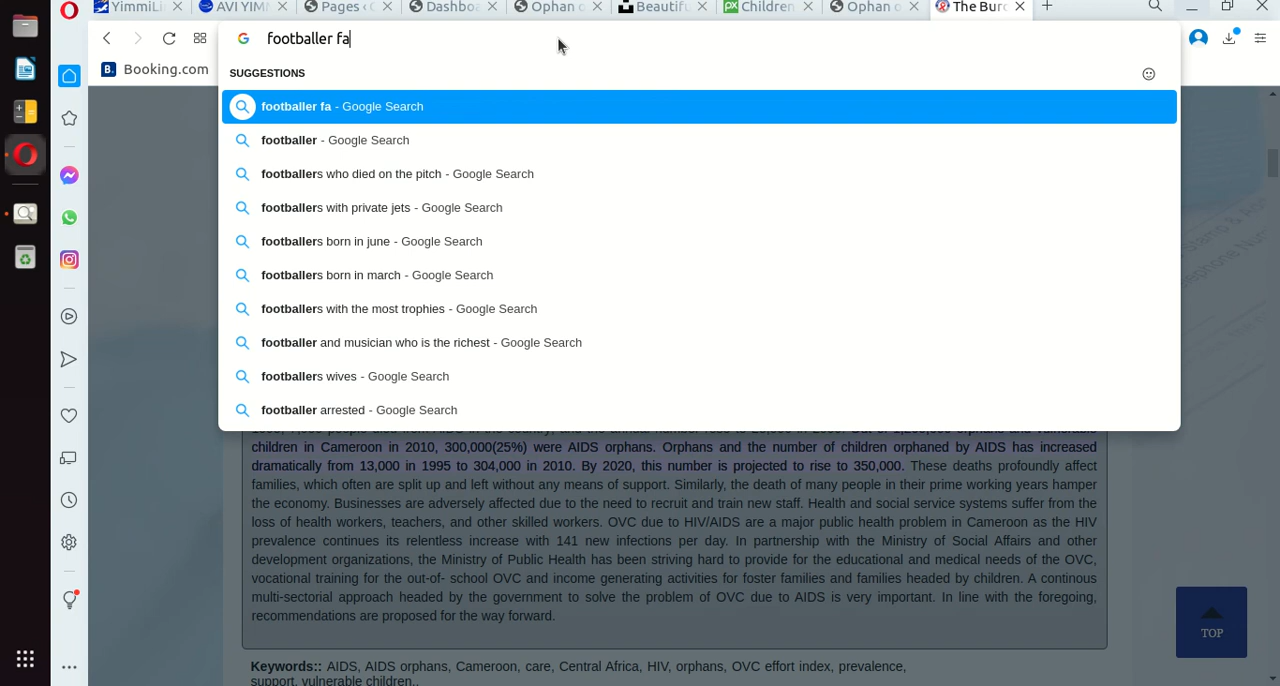 YimmiLi
AVI YIM
Pages ‹
Dashbo
Ophan o
Beautifu
Children
Ophan o
The Bur
footballer fa
Booking.com
SUGGESTIONS
footballer fa - Google Search
footballer - Google Search
footballers who died on the pitch - Google Search
footballers with private jets - Google Search
footballers born in june - Google Search
footballers born in march - Google Search
footballers with the most trophies - Google Search
footballer and musician who is the richest - Google Search
footballers wives - Google Search
footballer arrested - Google Search
children in Cameroon in 2010, 300,000(25%) were AIDS orphans. Orphans and the number of children orphaned by AIDS has increased
dramatically from 13,000 in 1995 to 304,000 in 2010. By 2020, this number is projected to rise to 350,000. These deaths profoundly affect
families, which often are split up and left without any means of support. Similarly, the death of many people in their prime working years hamper
the economy. Businesses are adversely affected due to the need to recruit and train new staff. Health and social service systems suffer from the
loss of health workers, teachers, and other skilled workers. OVC due to HIV/AIDS are a major public health problem in Cameroon as the HIV
prevalence continues its relentless increase with 141 new infections per day. In partnership with the Ministry of Social Affairs and other
development organizations, the Ministry of Public Health has been striving hard to provide for the educational and medical needs of the OVC,
vocational training for the out-of- school OVC and income generating activities for foster families and families headed by children. A continous
multi-sectorial approach headed by the government to solve the problem of OVC due to AIDS is very important. In line with the foregoing,
recommendations are proposed for the way forward.
TOP
Keywords:: AIDS, AIDS orphans, Cameroon, care, Central Africa, HIV, orphans, OVC effort index, prevalence,
support, vulnerable children..